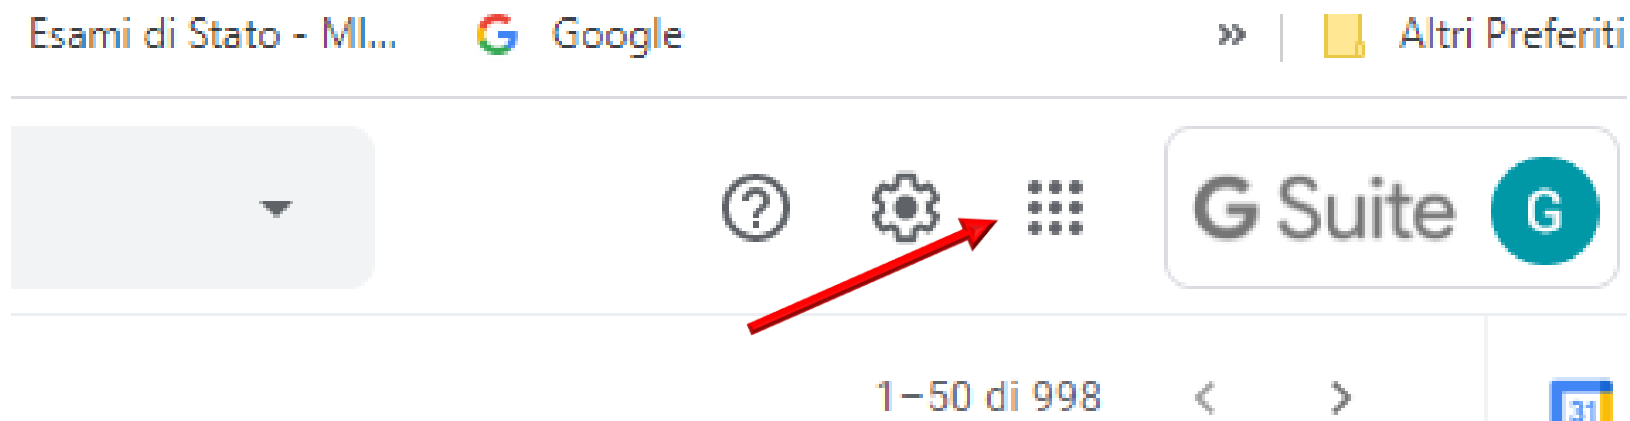 Esami di Stato - MI... Google » Altri Preferiti
G Suite G
1–50 di 998
31